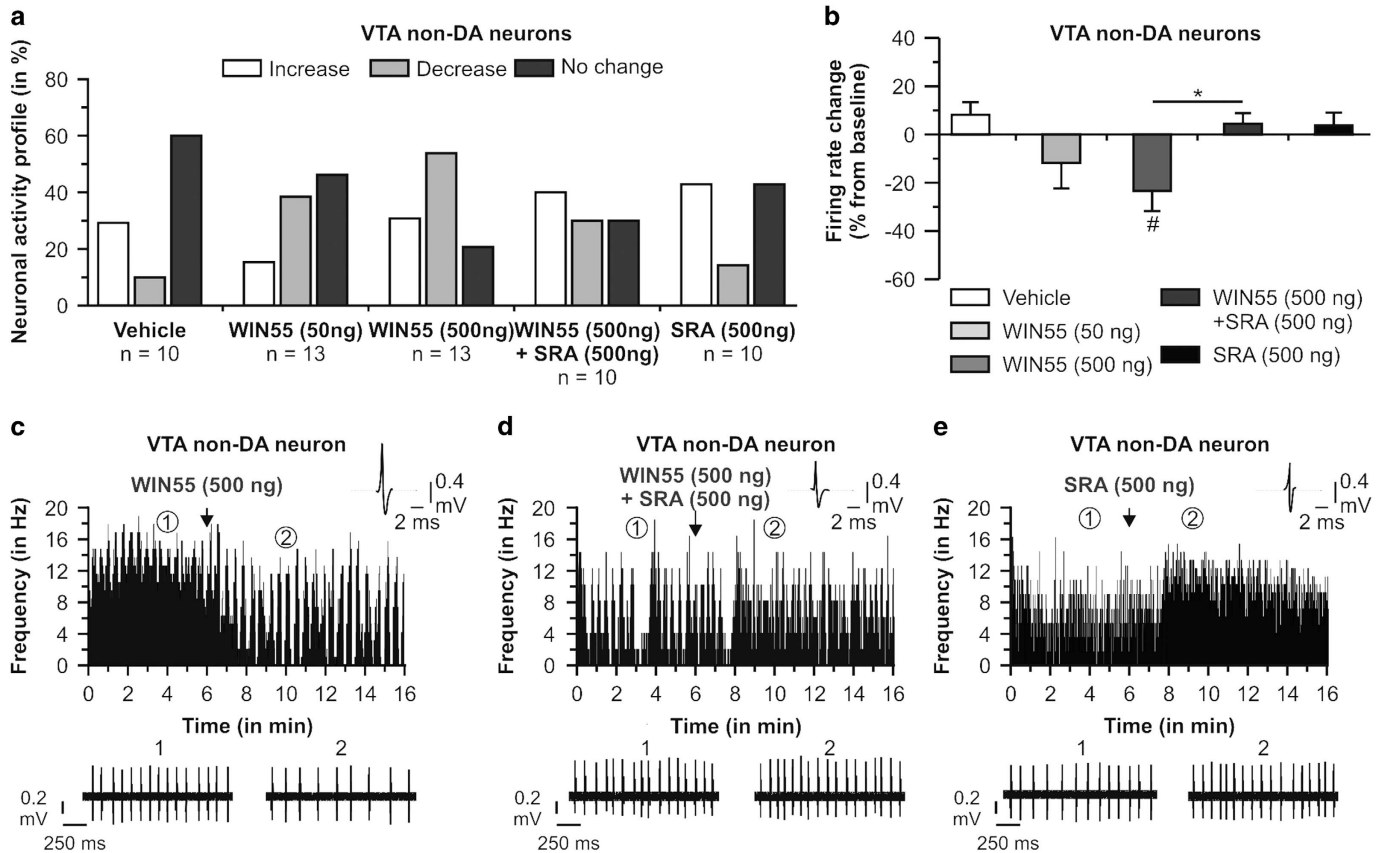 a
VTA non-DA neurons
Increase
Decrease
No change
Neuronal activity profile (in %)
80
60
40
20
0
Vehicle
n = 10
WIN55 (50ng)
n = 13
WIN55 (500ng)
n = 13
WIN55 (500ng)
+ SRA (500ng)
n = 10
SRA (500ng)
n = 10
b
VTA non-DA neurons
Firing rate change
(% from baseline)
40
20
0
-20
-40
-60
*
#
Vehicle
WIN55 (50 ng)
WIN55 (500 ng)
WIN55 (500 ng)
+SRA (500 ng)
SRA (500 ng)
c
VTA non-DA neuron
WIN55 (500 ng)
0.4
mV
2 ms
Frequency (in Hz)
20
16
12
8
4
0
1
2
0 2 4 6 8 10 12 14 16
Time (in min)
1
2
0.2
mV
250 ms
d
VTA non-DA neuron
WIN55 (500 ng)
+ SRA (500 ng)
0.4
mV
2 ms
Frequency (in Hz)
20
16
12
8
4
0
1
2
0 2 4 6 8 10 12 14 16
Time (in min)
1
2
0.2
mV
250 ms
e
VTA non-DA neuron
SRA (500 ng)
0.4
mV
2 ms
Frequency (in Hz)
20
16
12
8
4
0
1
2
0 2 4 6 8 10 12 14 16
Time (in min)
1
2
0.2
mV
250 ms